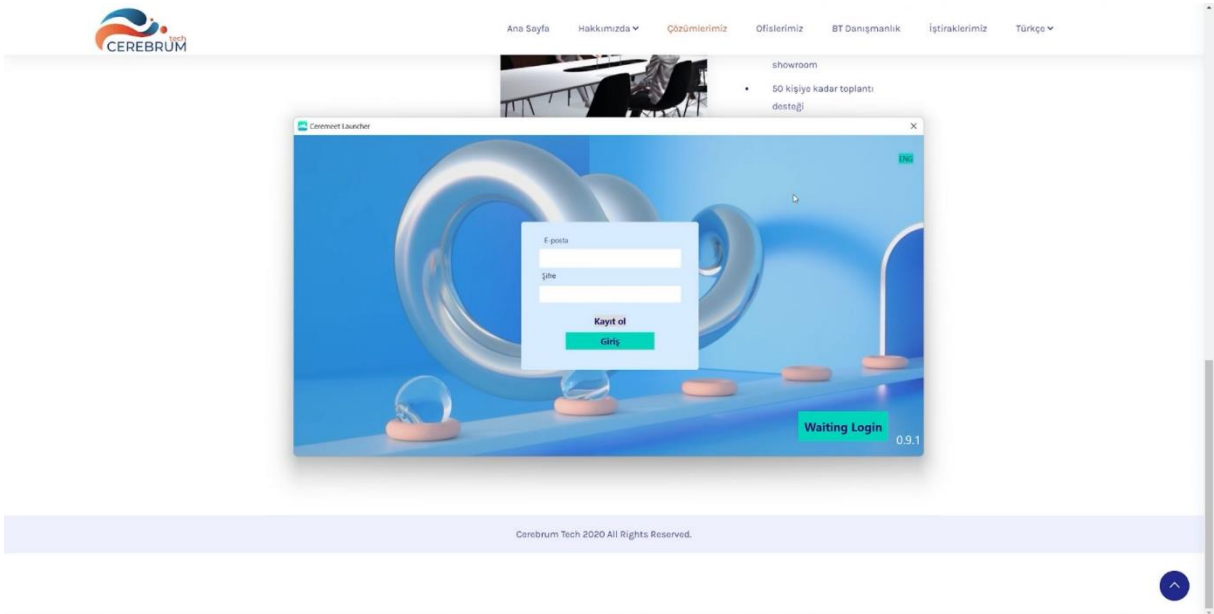 tech
CEREBRUM
Ana Sayfa Hakkımızda Çözümlerimiz Ofislerimiz BT Danışmanlık İştiraklerimiz Türkçe
showroom
• 50 kişiye kadar toplantı
desteği
Ceremeet Launcher
ENG
E-posta
Şifre
Kayıt ol
Giriş
Waiting Login
0.9.1
Cerebrum Tech 2020 All Rights Reserved.